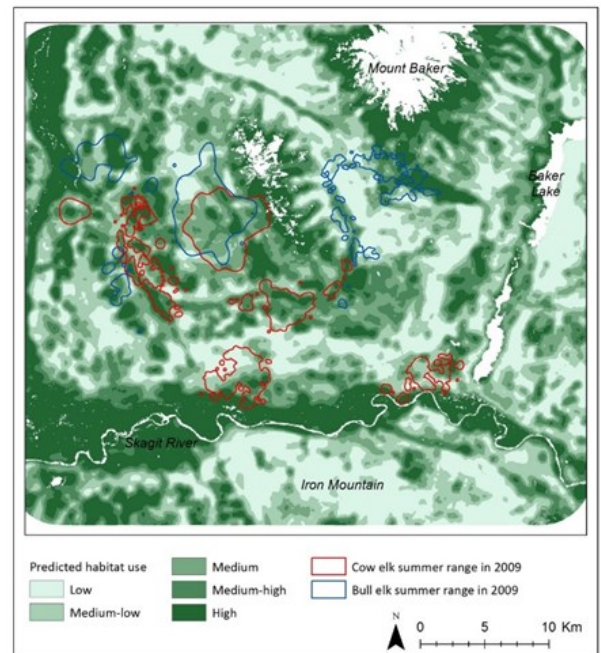 Mount Baker
Baker
Lake
Skagit River
Iron Mountain
Predicted habitat use
Low
Medium-low
Medium
Medium-high
High
Cow elk summer range in 2009
Bull elk summer range in 2009
N
0 5 10 Km